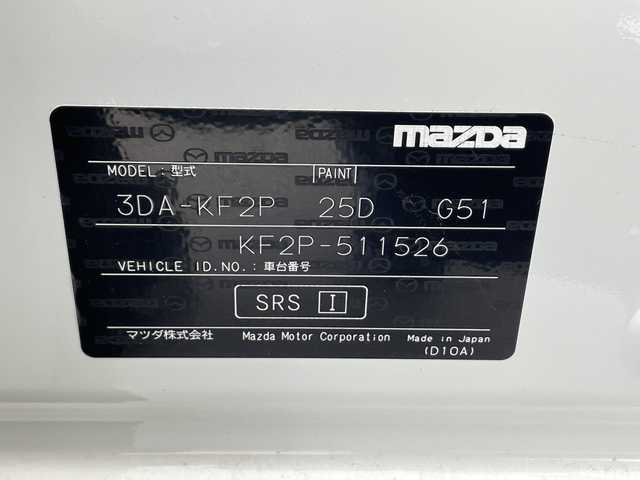 mazda
MODEL:型式 PAINT
3DA-KF2P 25D G51
KF2P-511526
VEHICLE ID.NO.:車台番号
SRS I
マツダ株式会社 Mazda Motor Corporation Made in Japan
(D10A)